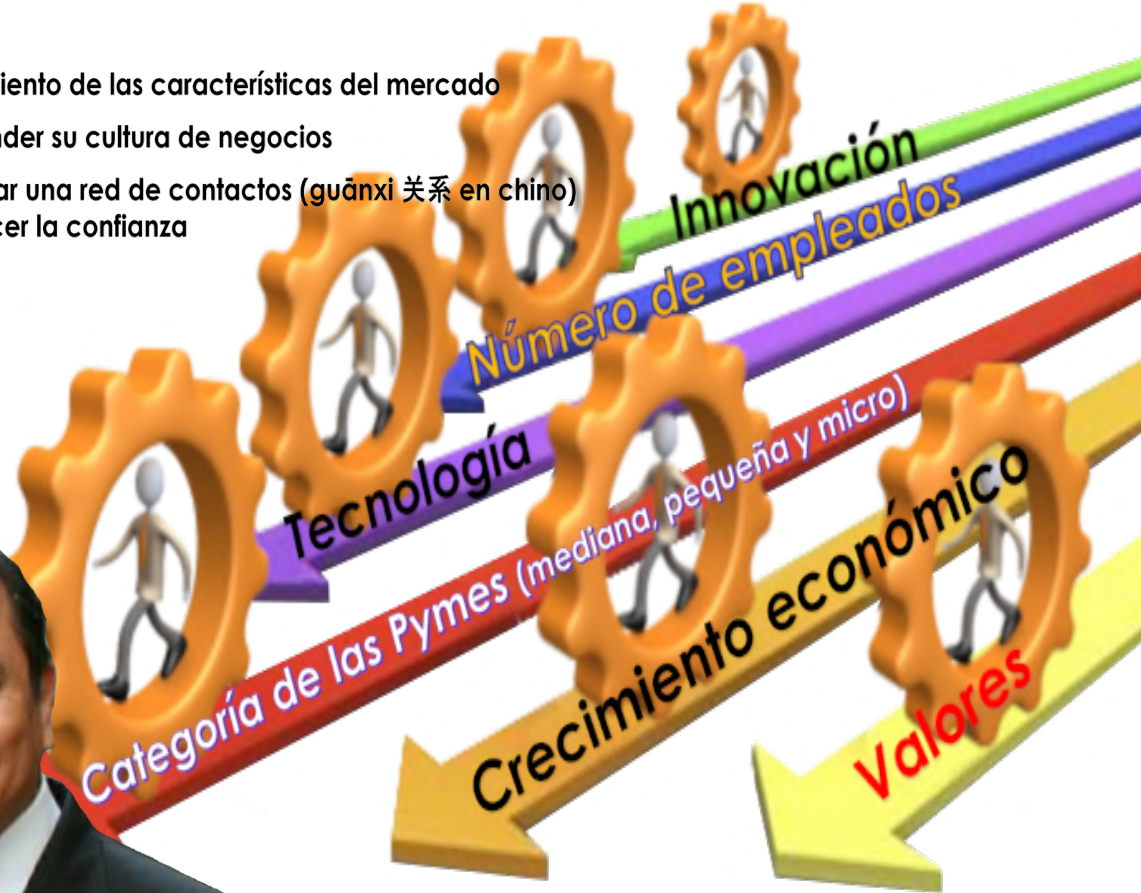 iento de las características del mercado
nder su cultura de negocios
ar una red de contactos (guānxi 关系 en chino)
cer la confianza
Innovación
Número de empleados
Tecnología
Categoría de las Pymes (mediana, pequeña y micro)
Crecimiento económico
Valores